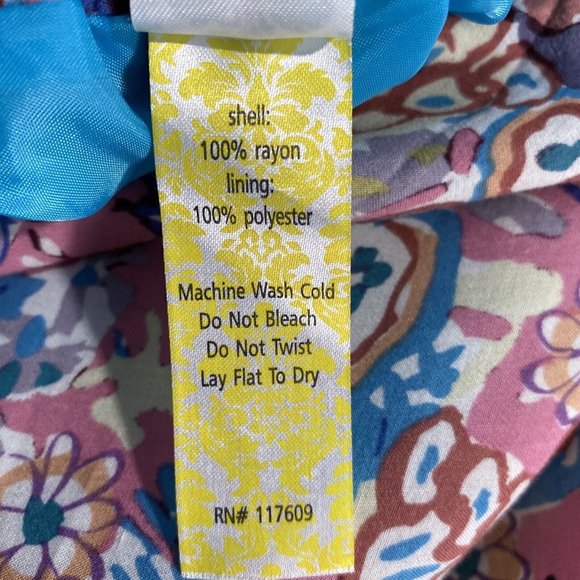 shell:
100% rayon
lining:
100% polyester
Machine Wash Cold
Do Not Bleach
Do Not Twist
Lay Flat To Dry
RN# 117609